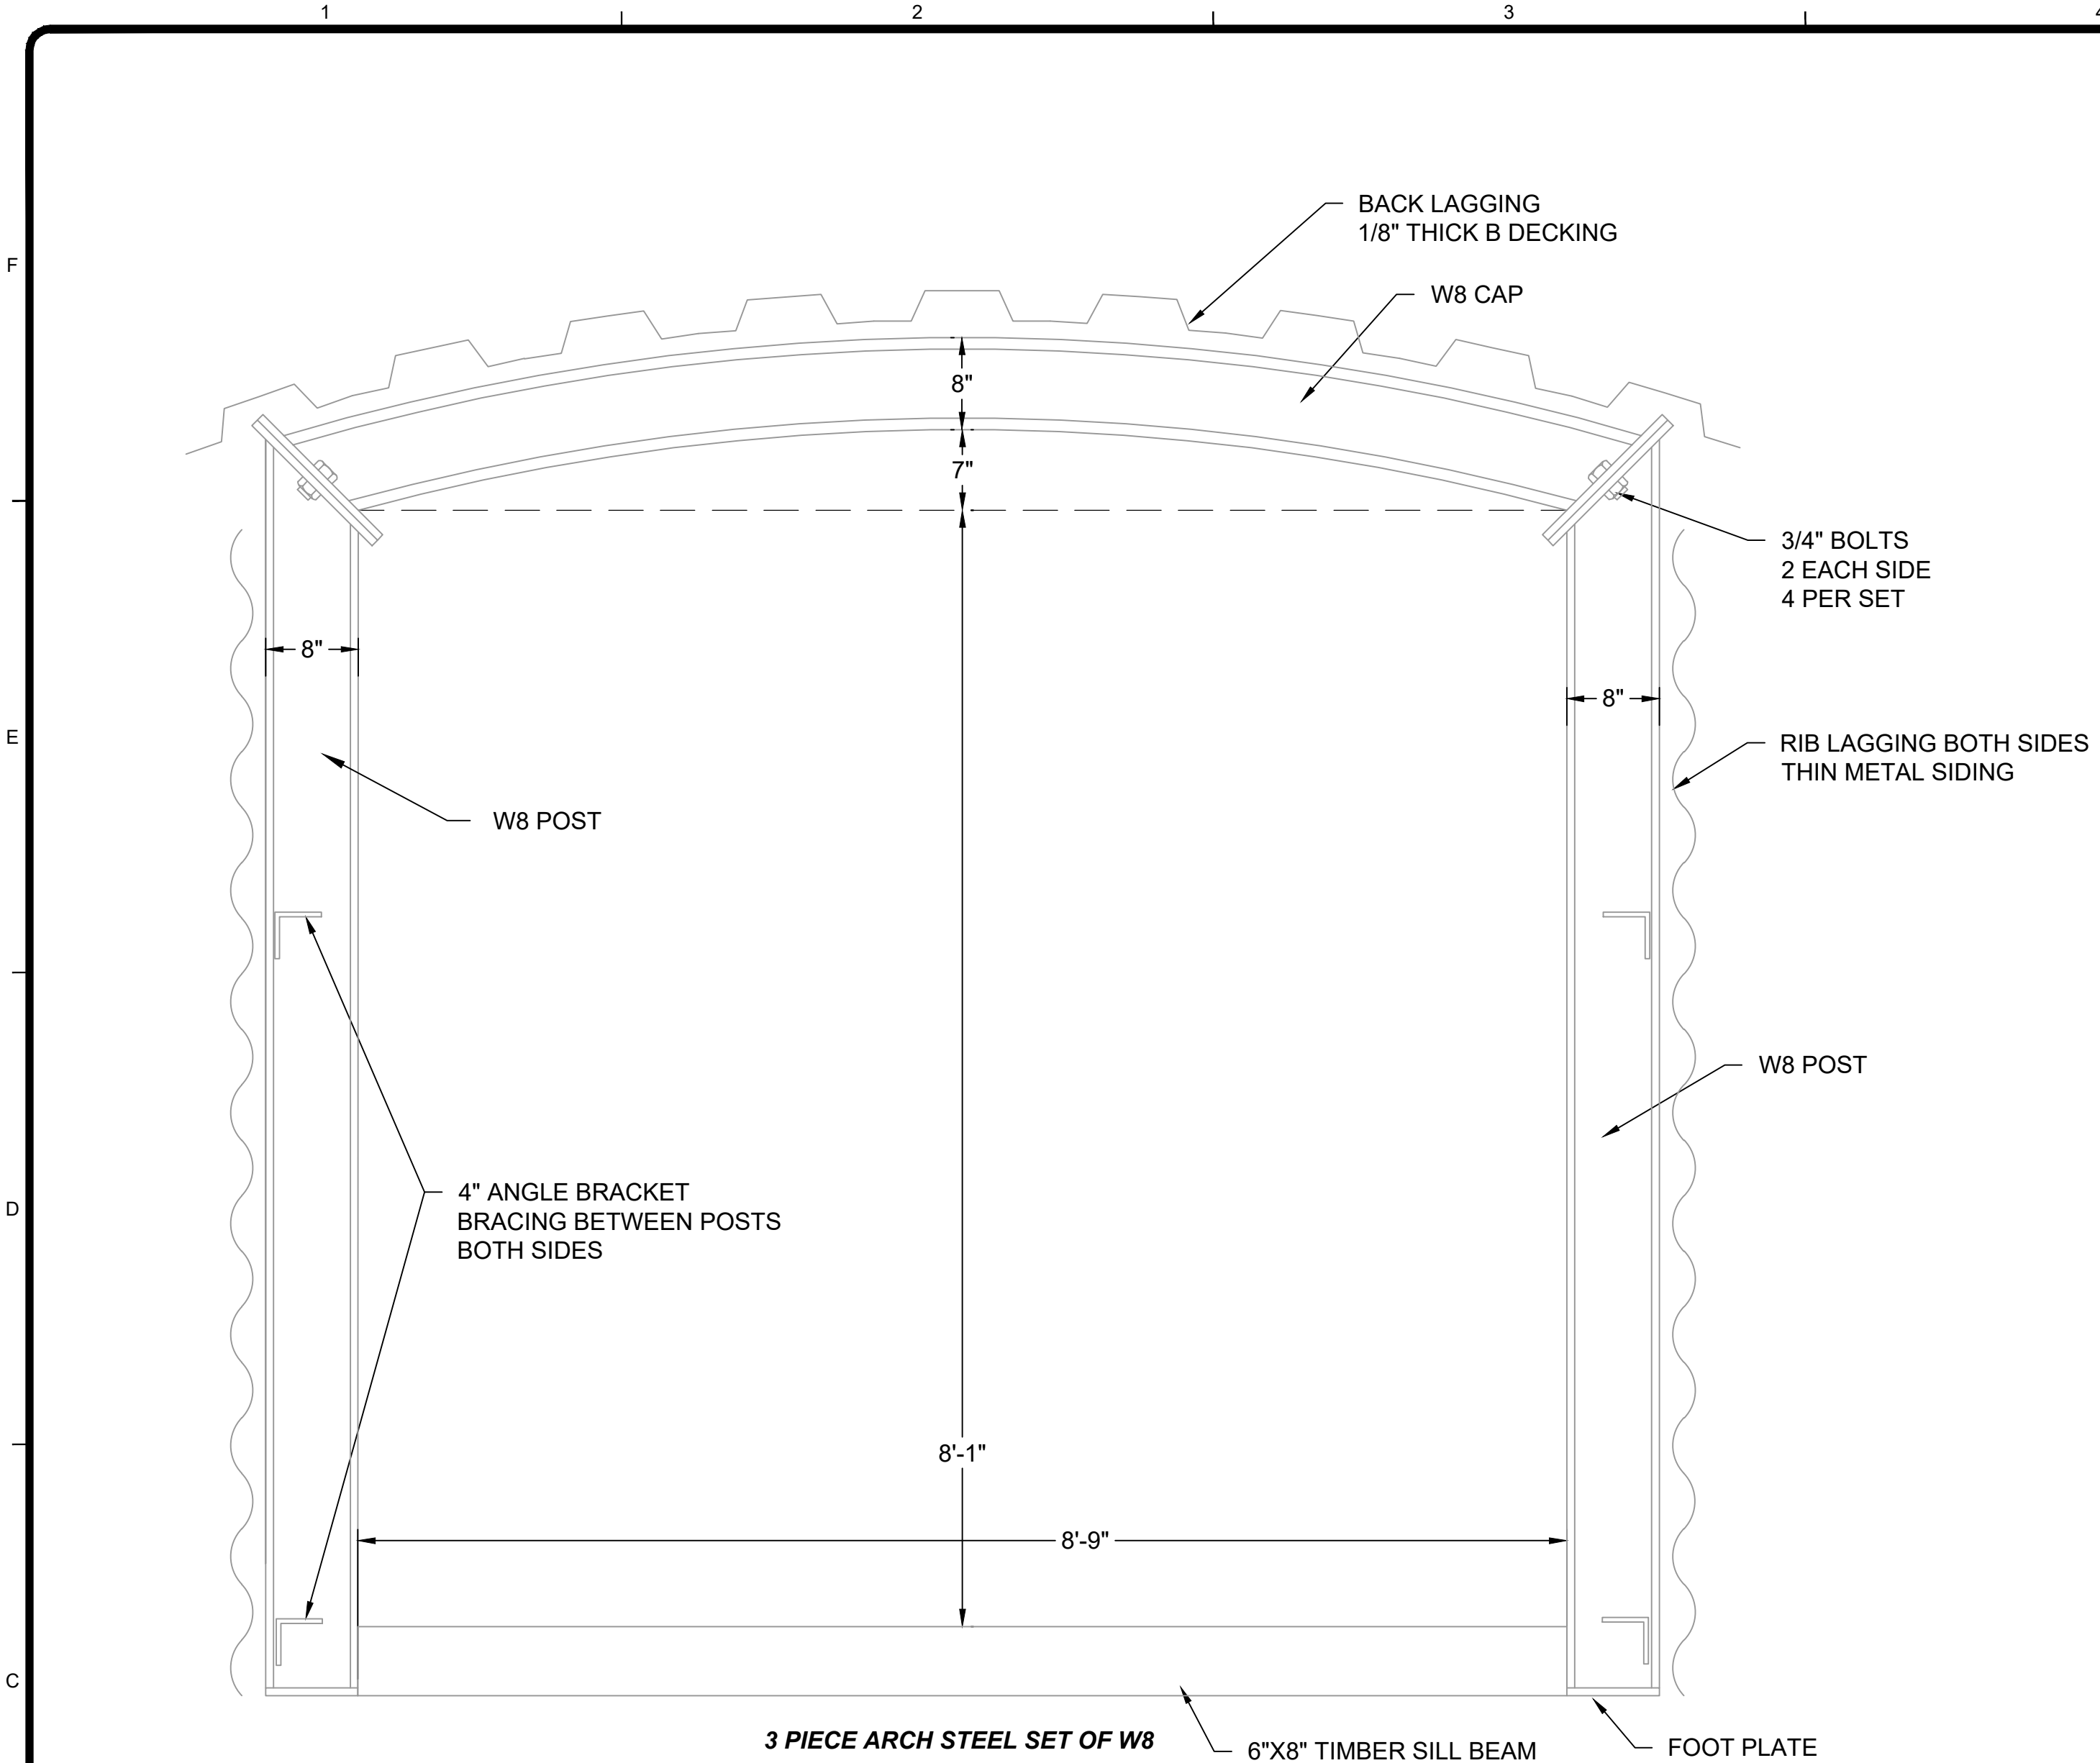 1 2 3 4
F
BACK LAGGING
1/8" THICK B DECKING
W8 CAP
8"
7"
3/4" BOLTS
2 EACH SIDE
4 PER SET
8"
8"
E
RIB LAGGING BOTH SIDES
THIN METAL SIDING
W8 POST
W8 POST
4" ANGLE BRACKET
BRACING BETWEEN POSTS
BOTH SIDES
D
8'-1"
8'-9"
C
3 PIECE ARCH STEEL SET OF W8
6"X8" TIMBER SILL BEAM
FOOT PLATE